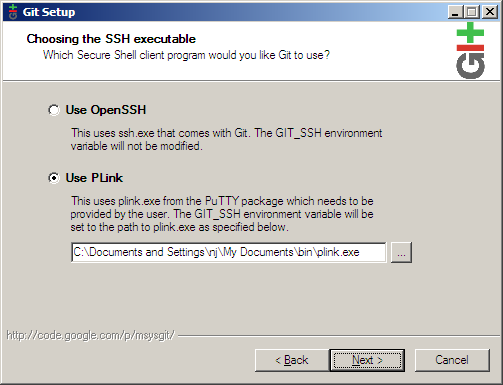 Git Setup
Choosing the SSH executable
Which Secure Shell client program would you like Git to use?
GIT
Use OpenSSH
This uses ssh.exe that comes with Git. The GIT_SSH environment
variable will not be modified.
Use PLink
This uses plink.exe from the PuTTY package which needs to be
provided by the user. The GIT_SSH environment variable will be
set to the path to plink.exe as specified below.
C:\Documents and Settings\nj\My Documents\bin\plink.exe
...
http://code.google.com/p/msysgit/
< Back
Next >
Cancel